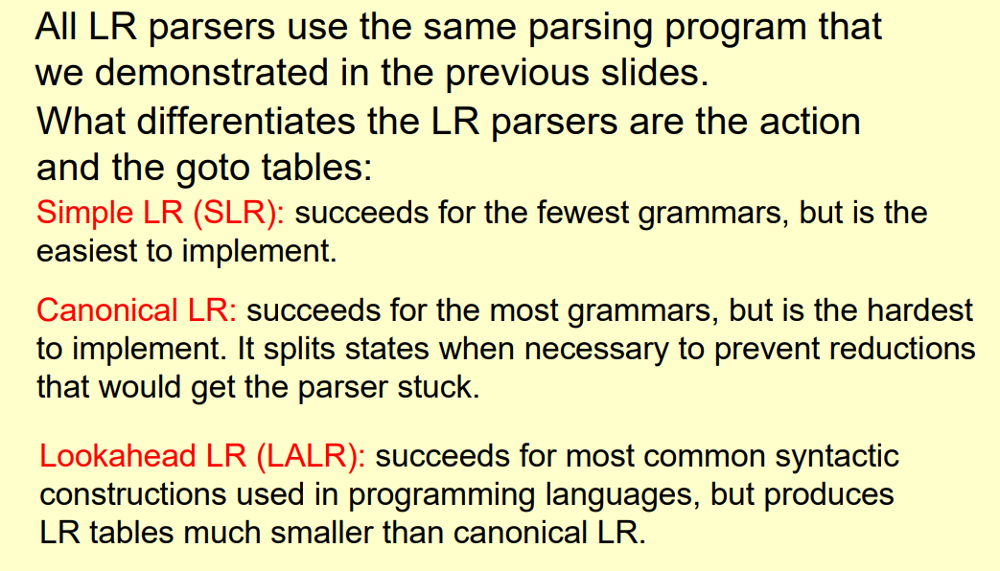 All LR parsers use the same parsing program that
we demonstrated in the previous slides.
What differentiates the LR parsers are the action
and the goto tables:
Simple LR (SLR): succeeds for the fewest grammars, but is the
easiest to implement.
Canonical LR: succeeds for the most grammars, but is the hardest
to implement. It splits states when necessary to prevent reductions
that would get the parser stuck.
Lookahead LR (LALR): succeeds for most common syntactic
constructions used in programming languages, but produces
LR tables much smaller than canonical LR.